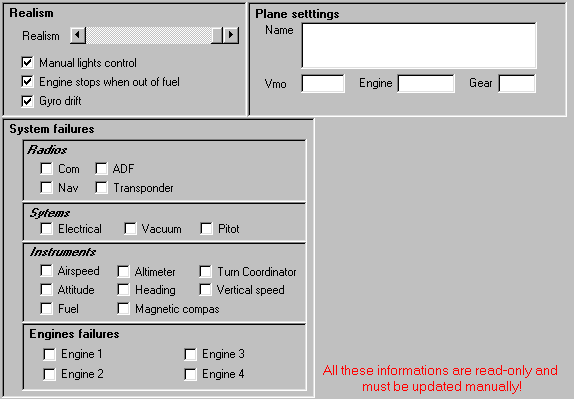 Realism
Realism
Manual lights control
Engine stops when out of fuel
Gyro drift
Plane setttings
Name
Vmo Engine Gear
System failures
Radios
Com ADF
Nav Transponder
Sytems
Electrical Vacuum Pitot
Instruments
Airspeed Altimeter Turn Coordinator
Attitude Heading Vertical speed
Fuel Magnetic compas
Engines failures
Engine 1 Engine 3
Engine 2 Engine 4
All these informations are read-only and
must be updated manually!